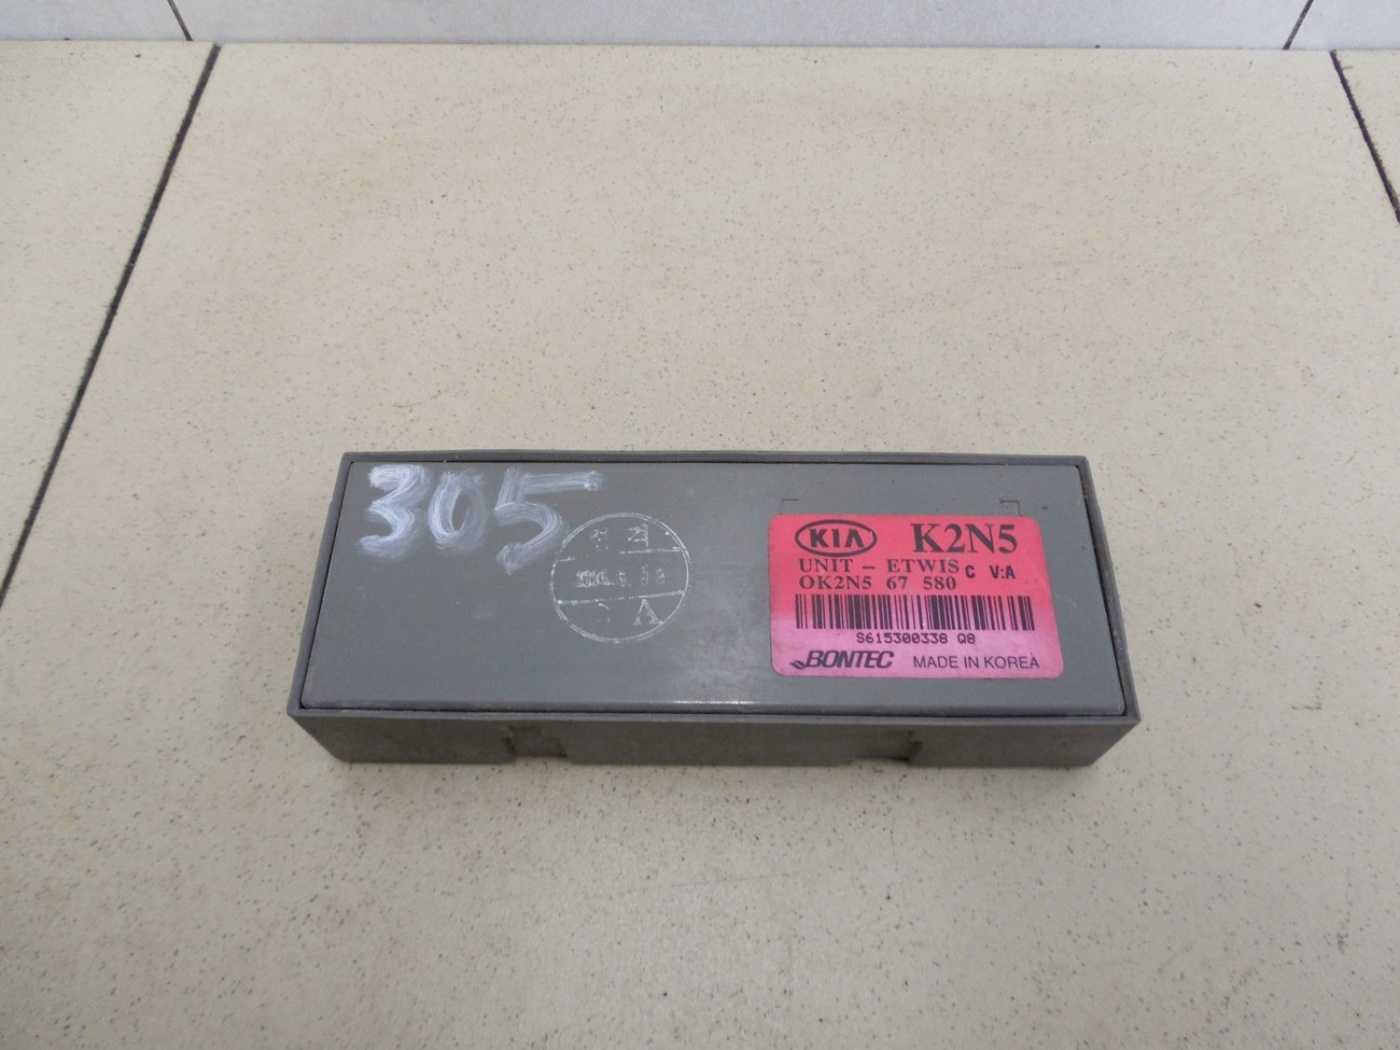 305
KIA K2N5
UNIT - ETWIS C V:A
OK2N5 67 580
S615300338 Q8
BONTEC MADE IN KOREA